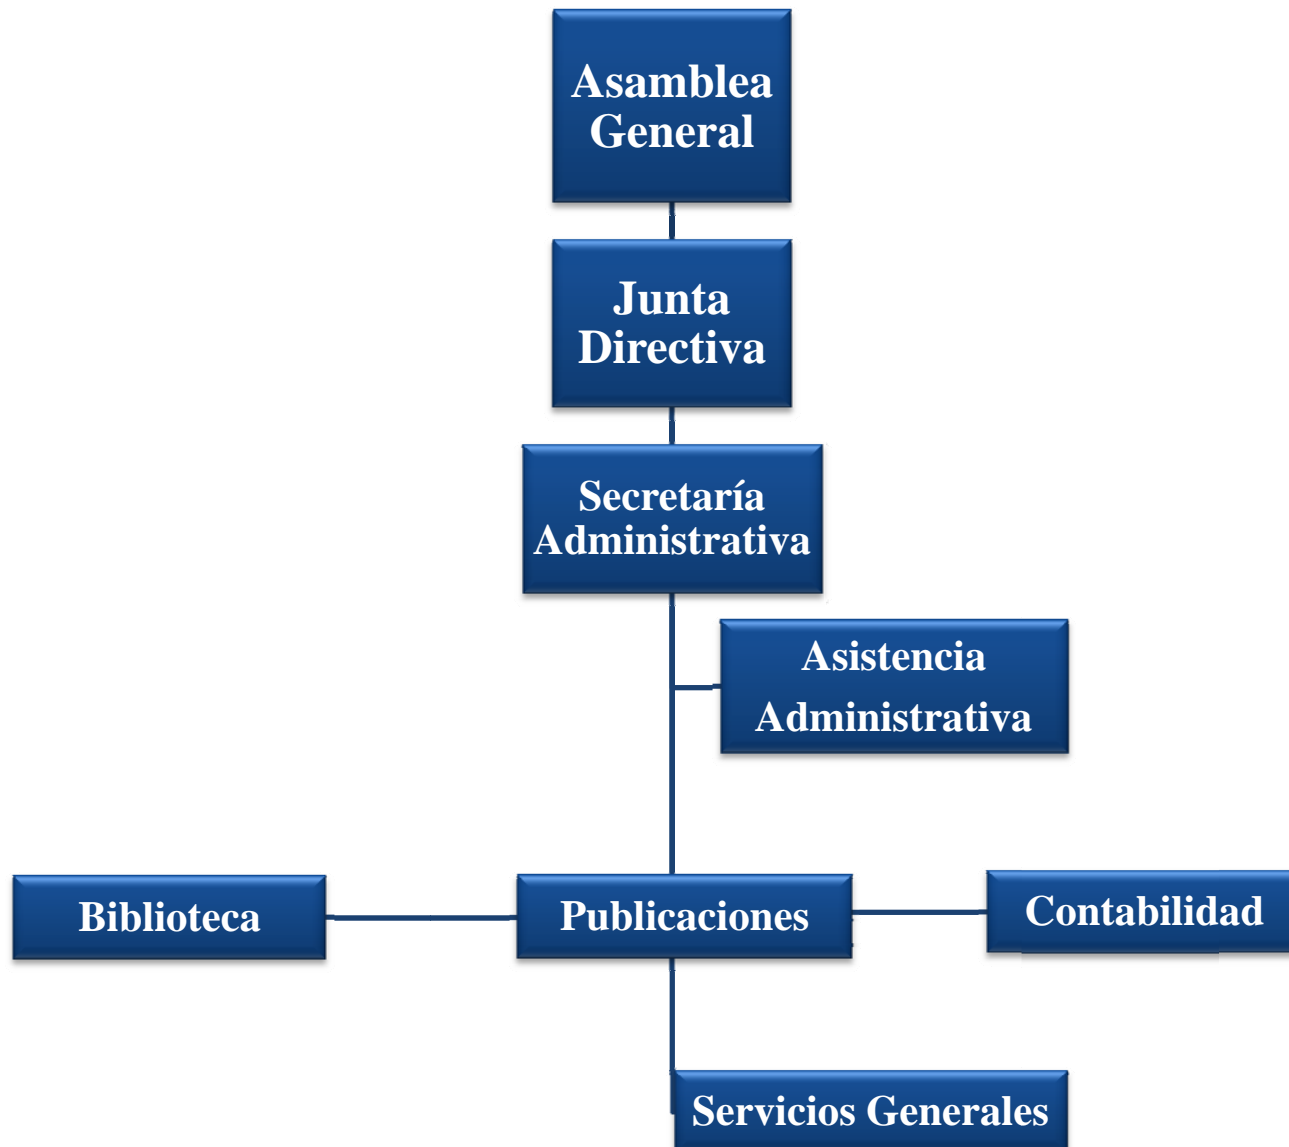 Asamblea
General
Junta
Directiva
Secretaría
Administrativa
Asistencia
Administrativa
Biblioteca
Publicaciones
Contabilidad
Servicios Generales